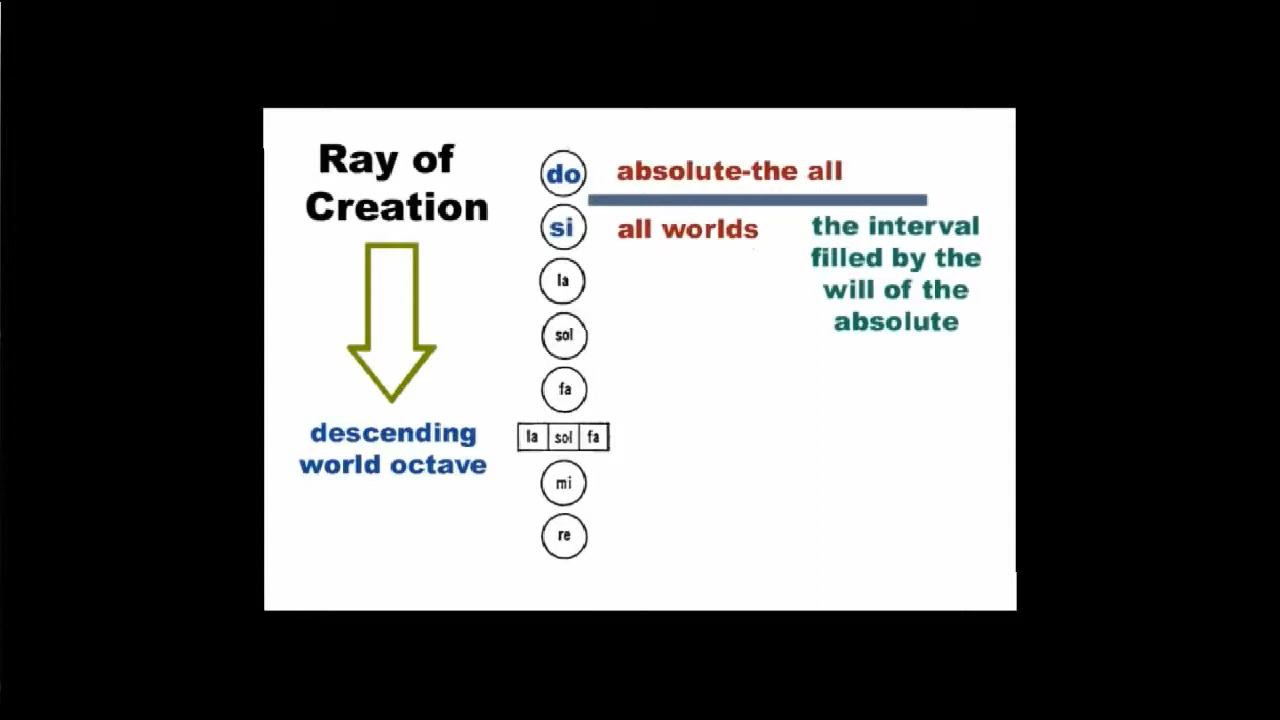 Ray of
Creation
descending
world octave
do
si
la
sol
fa
la sol fa
mi
re
absolute-the all
all worlds
the interval
filled by the
will of the
absolute